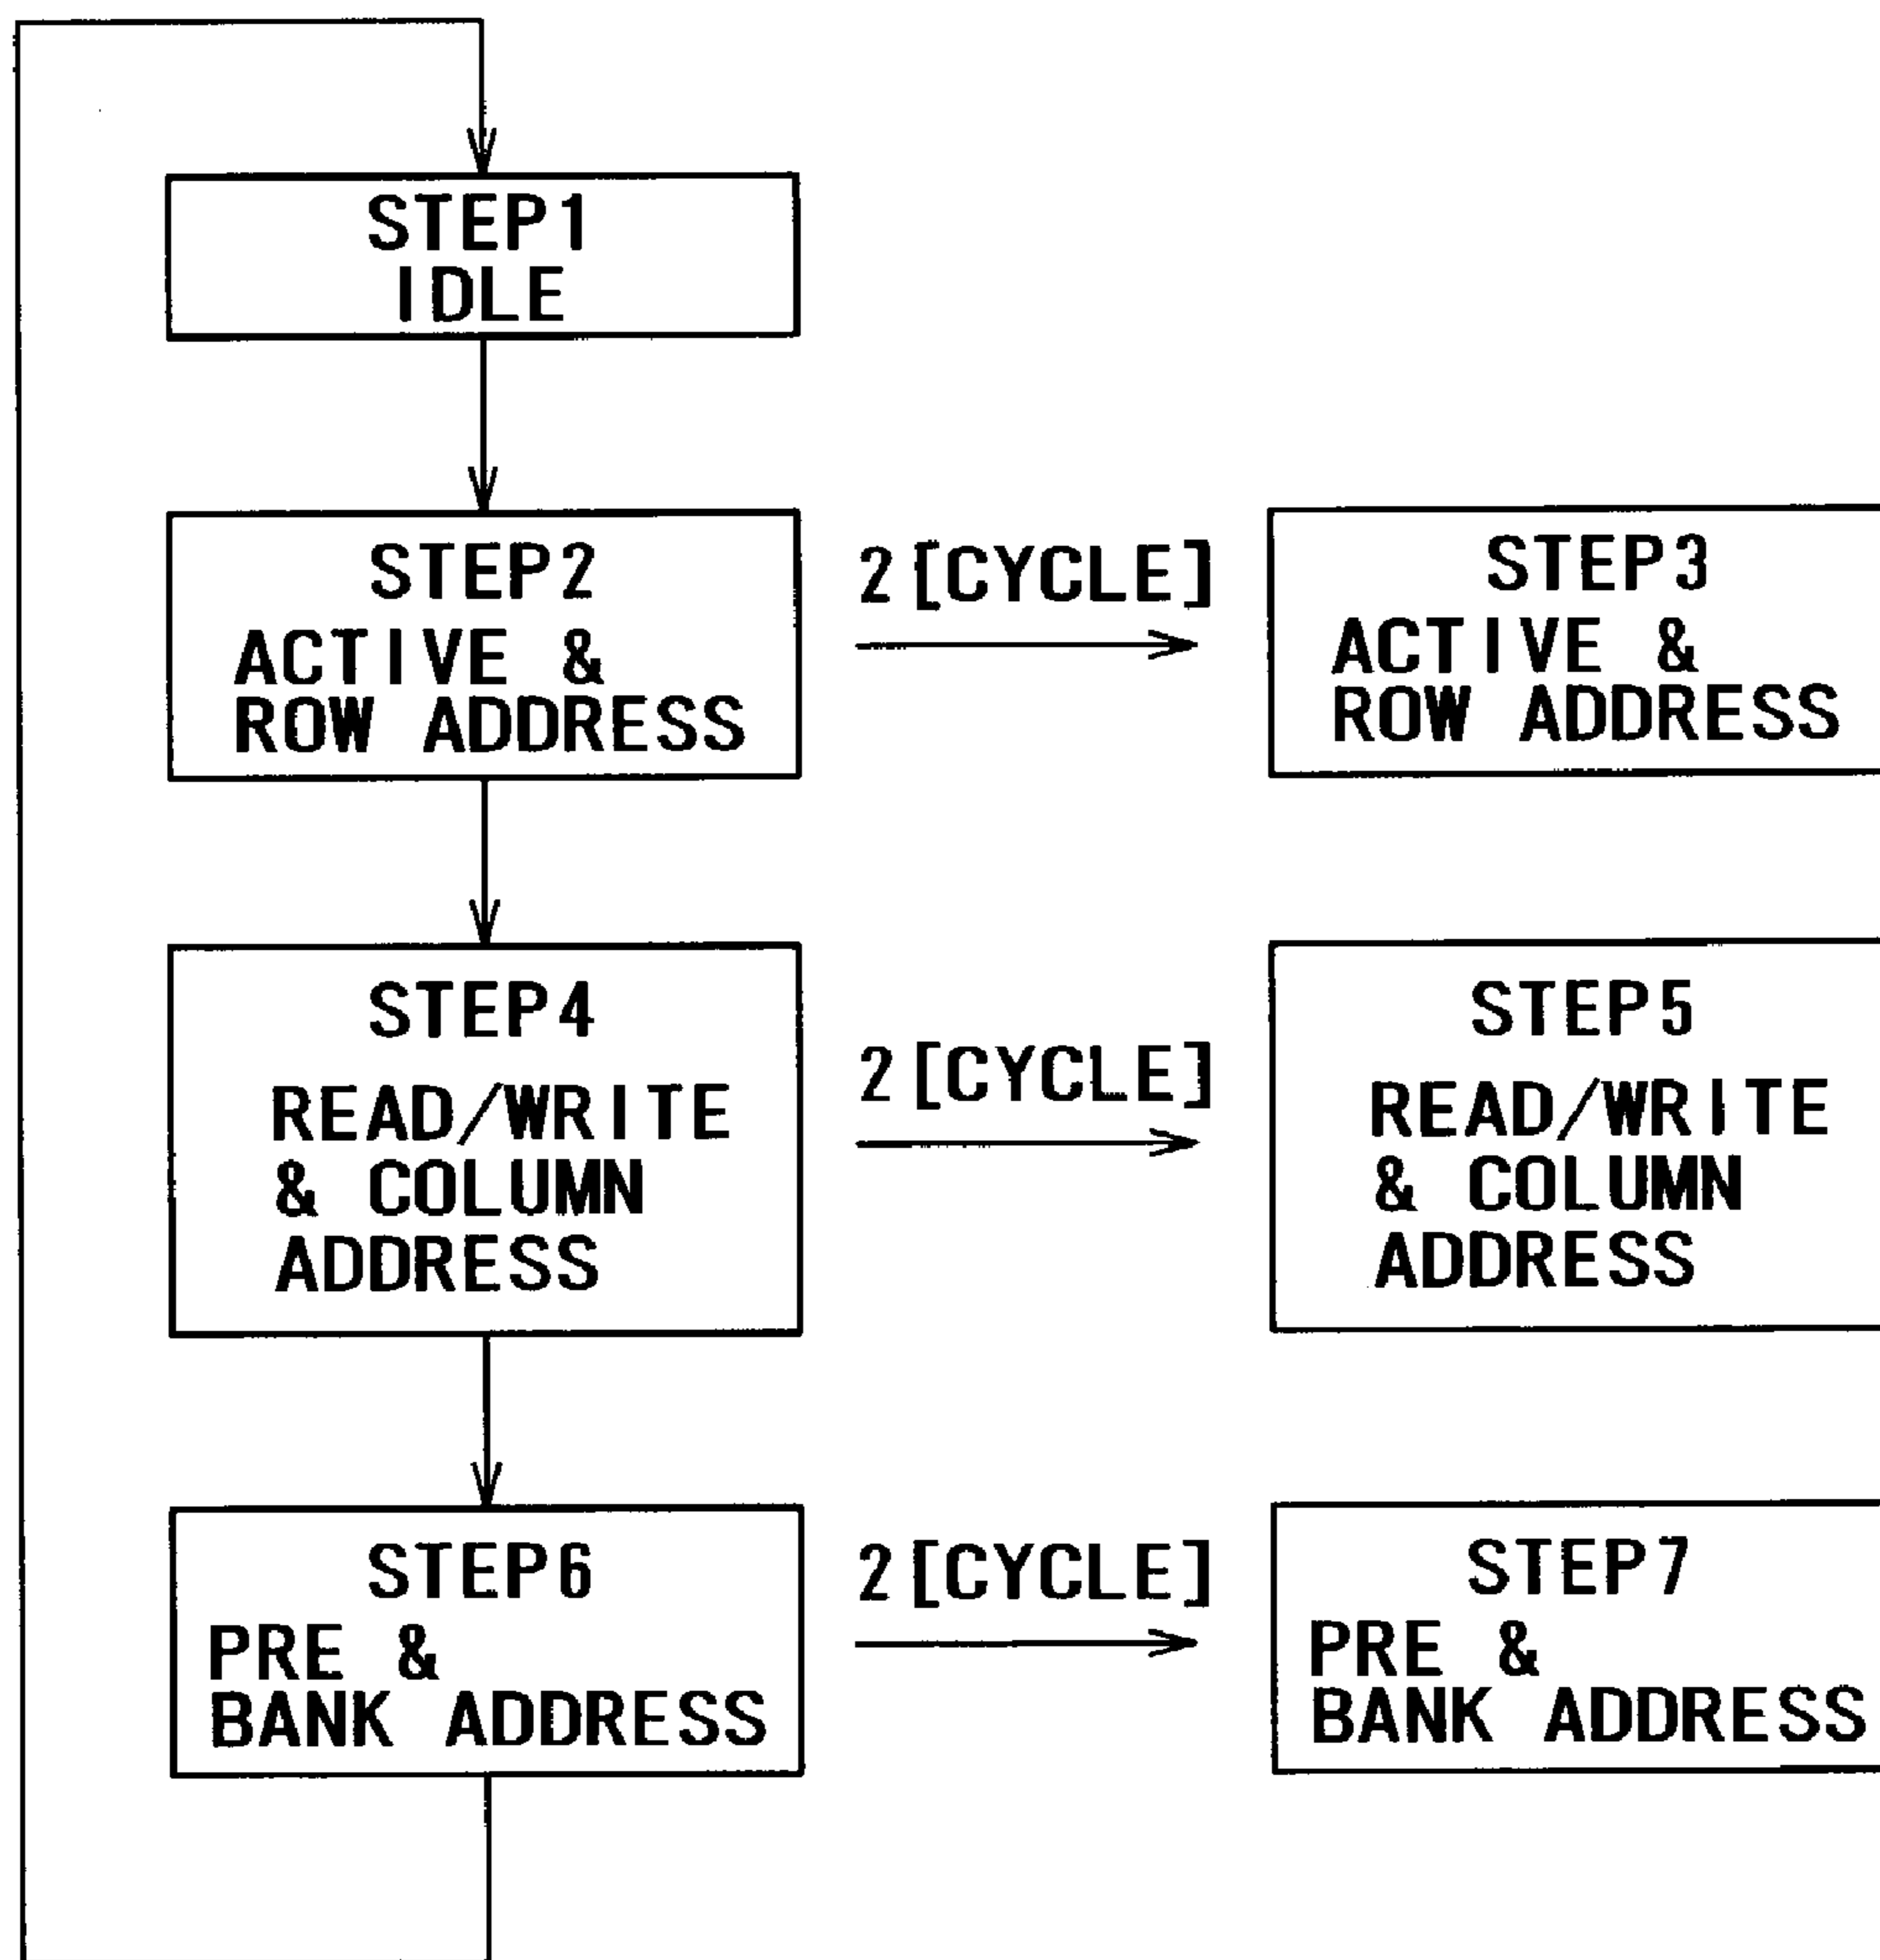 STEP1
IDLE
STEP2
ACTIVE &
ROW ADDRESS
2[CYCLE]
STEP3
ACTIVE &
ROW ADDRESS
STEP4
READ/WRITE
& COLUMN
ADDRESS
2[CYCLE]
STEP5
READ/WRITE
& COLUMN
ADDRESS
STEP6
PRE &
BANK ADDRESS
2[CYCLE]
STEP7
PRE &
BANK ADDRESS